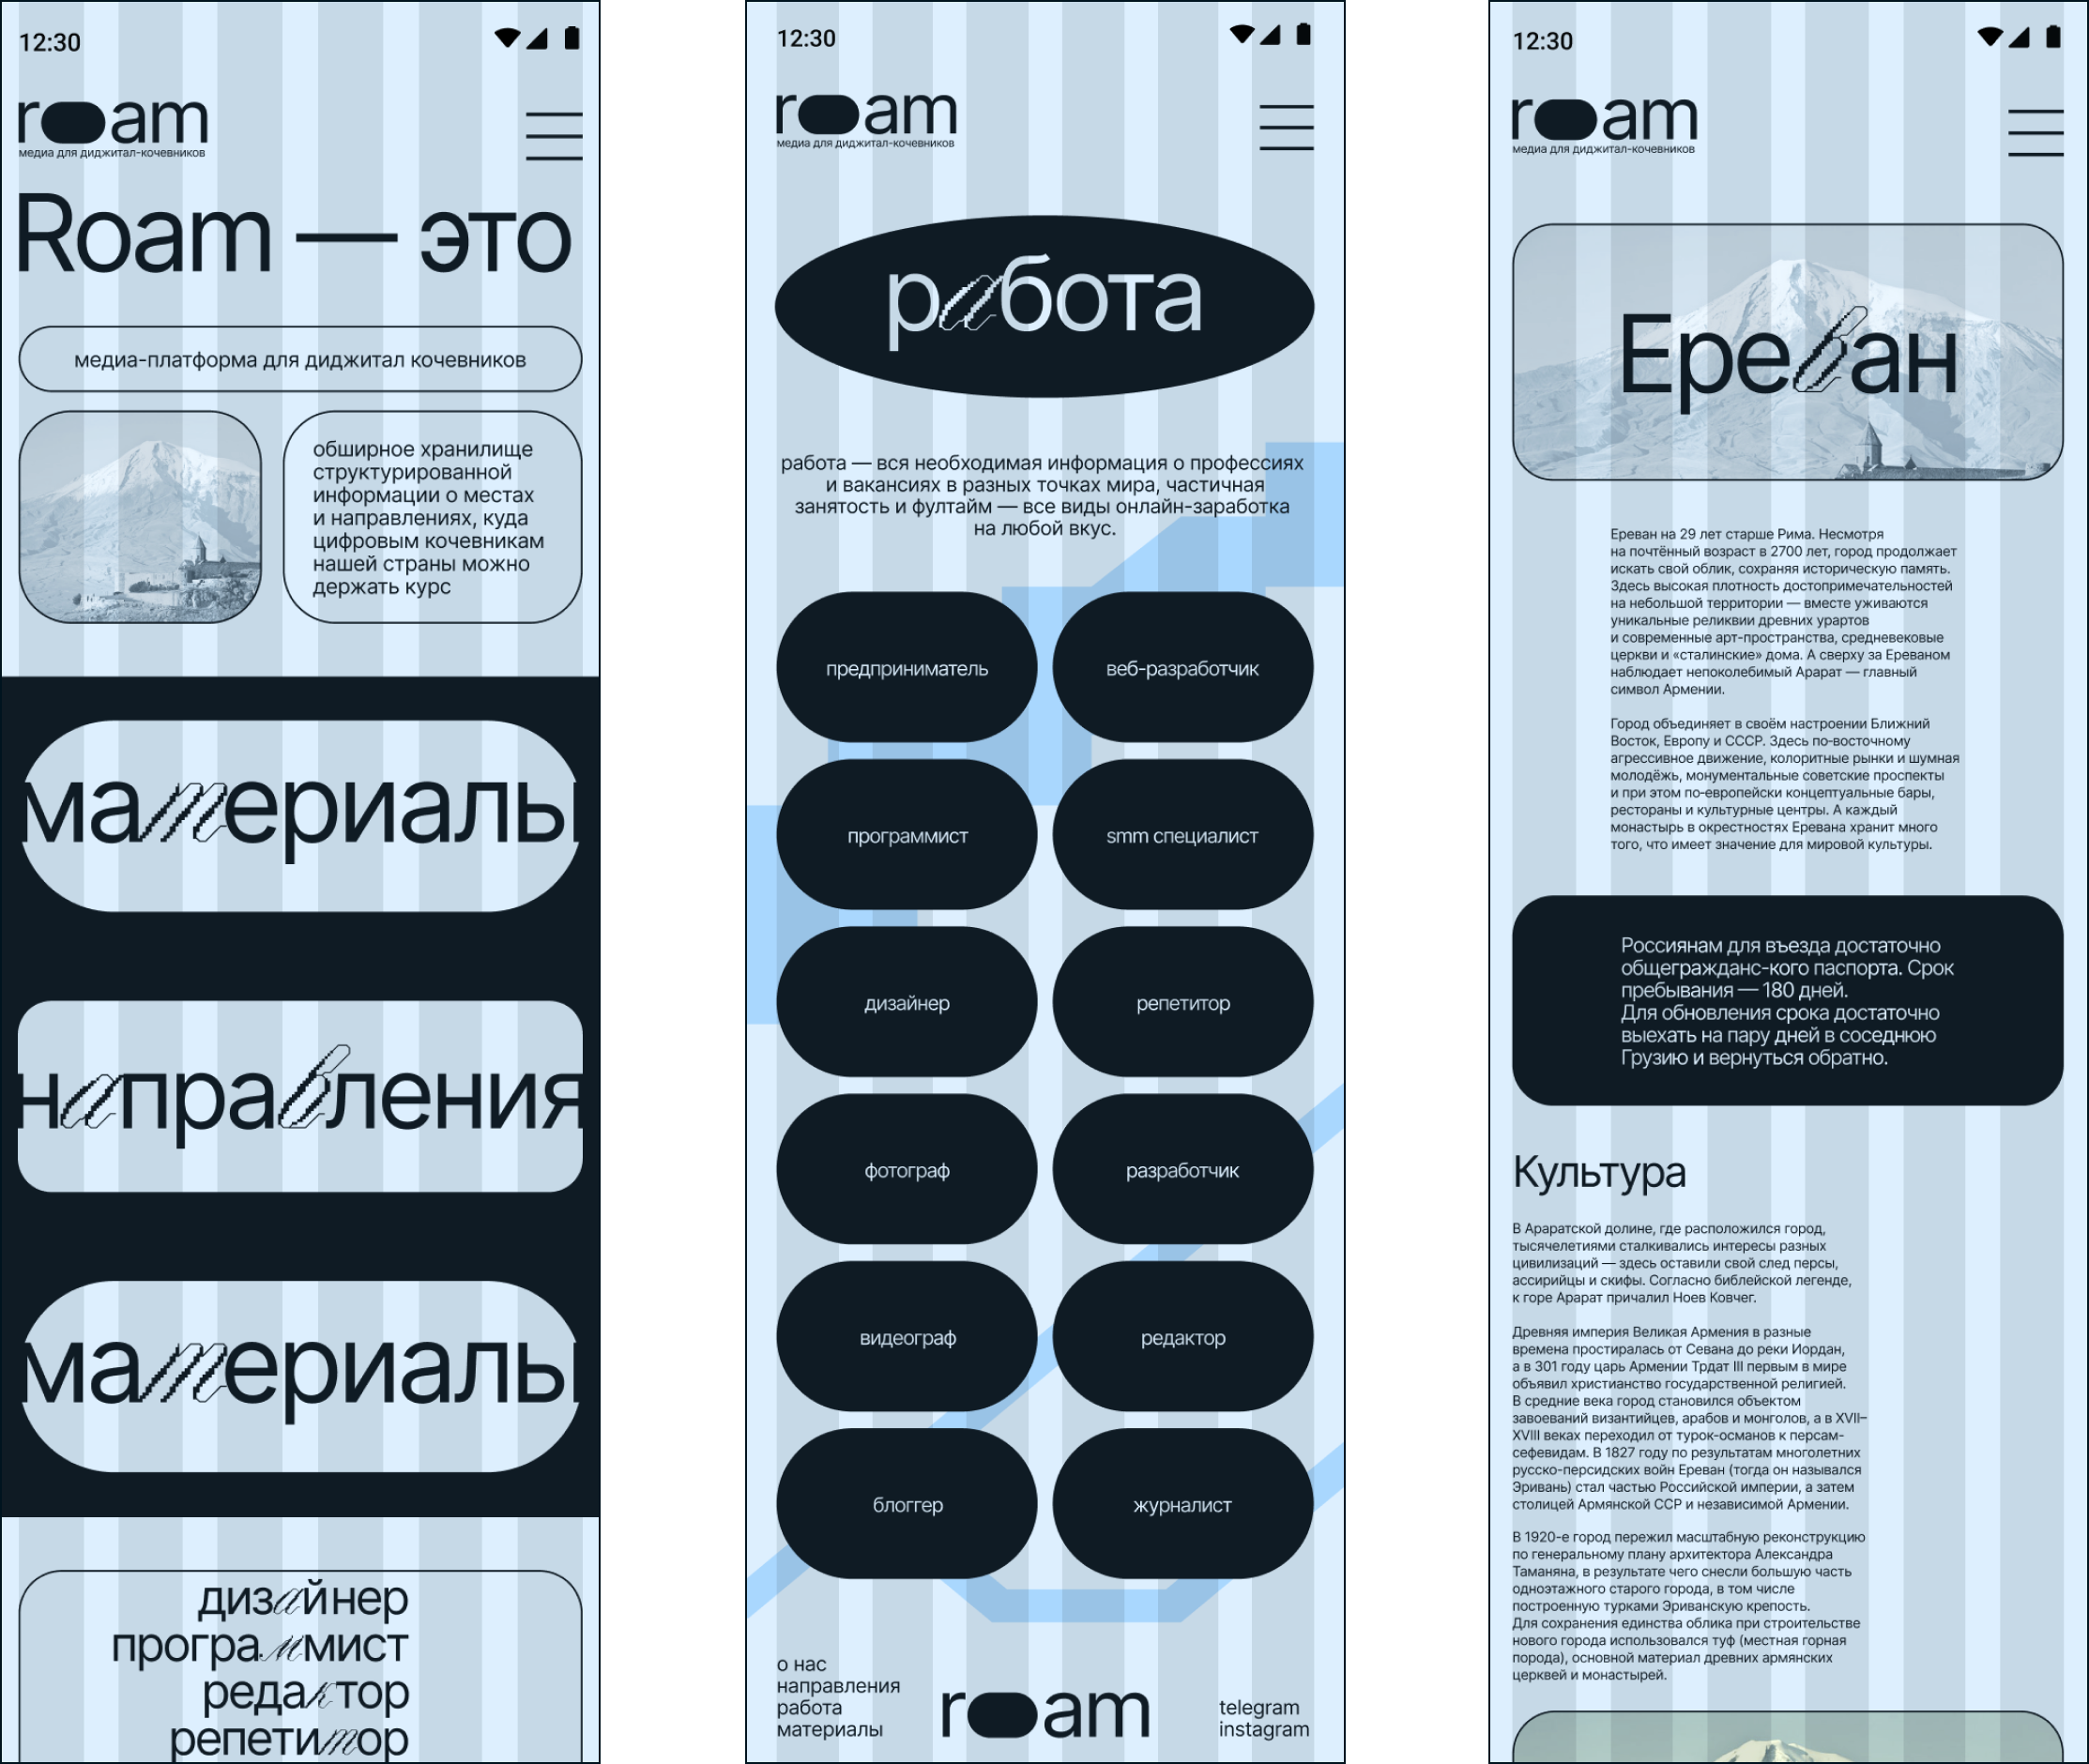 12:30
roam
медиа для диджитал-кочевников
Roam — это
медиа-платформа для диджитал кочевников
обширное хранилище
структурированной
информации о местах
и направлениях, куда
цифровым кочевникам
нашей страны можно
держать курс
материалы
направления
материалы
дизайнер
программист
редактор
репетитор
12:30
roam
медиа для диджитал-кочевников
работа
работа — вся необходимая информация о профессиях
и вакансиях в разных точках мира, частичная
занятость и фултайм — все виды онлайн-заработка
на любой вкус.
предприниматель
веб-разработчик
программист
smm специалист
дизайнер
репетитор
фотограф
разработчик
видеограф
редактор
блоггер
журналист
о нас
направления
работа
материалы
roam
telegram
instagram
12:30
roam
медиа для диджитал-кочевников
Ереван
Ереван на 29 лет старше Рима. Несмотря
на почтённый возраст в 2700 лет, город продолжает
искать свой облик, сохраняя историческую память.
Здесь высокая плотность достопримечательностей
на небольшой территории — вместе уживаются
уникальные реликвии древних урартов
и современные арт-пространства, средневековые
церкви и «сталинские» дома. А сверху за Ереваном
наблюдает непоколебимый Арарат — главный
символ Армении.
Город объединяет в своём настроении Ближний
Восток, Европу и СССР. Здесь по-восточному
агрессивное движение, колоритные рынки и шумная
молодёжь, монументальные советские проспекты
и при этом по-европейски концептуальные бары,
рестораны и культурные центры. А каждый
монастырь в окрестностях Еревана хранит много
того, что имеет значение для мировой культуры.
Россиянам для въезда достаточно
общегражданс-кого паспорта. Срок
пребывания — 180 дней.
Для обновления срока достаточно
выехать на пару дней в соседнюю
Грузию и вернуться обратно.
Культура
В Араратской долине, где расположился город,
тысячелетиями сталкивались интересы разных
цивилизаций — здесь оставили свой след персы,
ассирийцы и скифы. Согласно библейской легенде,
к горе Арарат причалил Ноев Ковчег.
Древняя империя Великая Армения в разные
времена простиралась от Севана до реки Иордан,
а в 301 году царь Армении Трдат III первым в мире
объявил христианство государственной религией.
В средние века город становился объектом
завоеваний византийцев, арабов и монголов, а в XVII–
XVIII веках переходил от турок-османов к персам-
сефевидам. В 1827 году по результатам многолетних
русско-персидских войн Ереван (тогда он назывался
Эривань) стал частью Российской империи, а затем
столицей Армянской ССР и независимой Армении.
В 1920-е город пережил масштабную реконструкцию
по генеральному плану архитектора Александра
Таманяна, в результате чего снесли большую часть
одноэтажного старого города, в том числе
построенную турками Эриванскую крепость.
Для сохранения единства облика при строительстве
нового города использовался туф (местная горная
порода), основной материал древних армянских
церквей и монастырей.